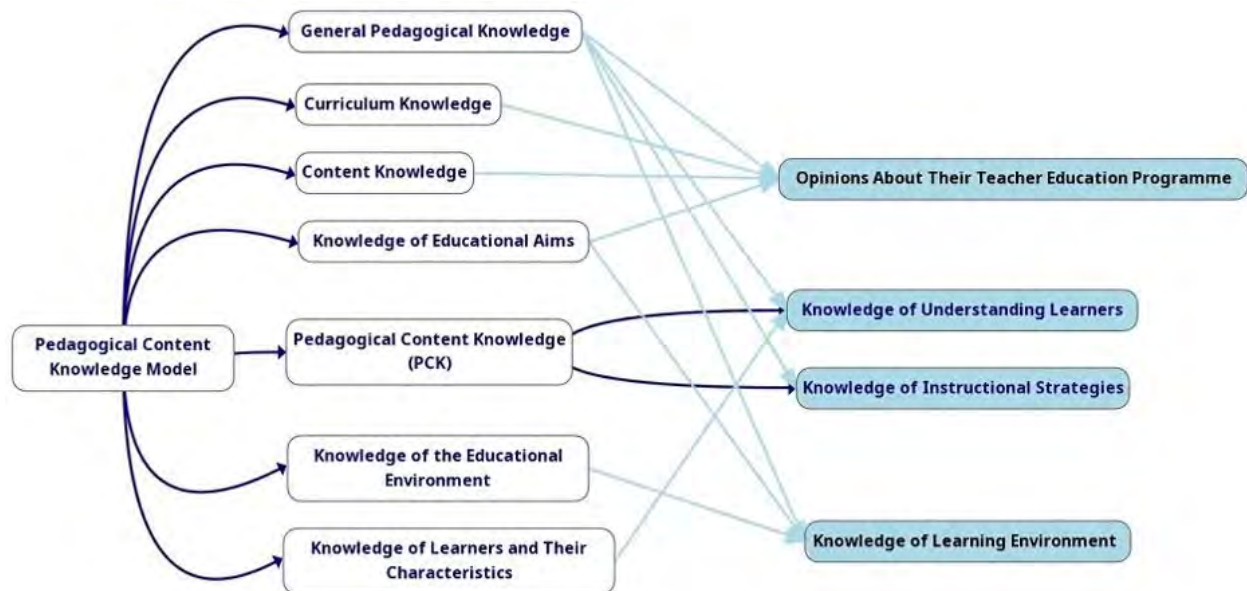 General Pedagogical Knowledge
Curriculum Knowledge
Content Knowledge
Opinions About Their Teacher Education Programme
Knowledge of Educational Aims
Knowledge of Understanding Learners
Pedagogical Content
Knowledge Model
Pedagogical Content Knowledge
(PCK)
Knowledge of Instructional Strategies
Knowledge of the Educational
Environment
Knowledge of Learning Environment
Knowledge of Learners and Their
Characteristics